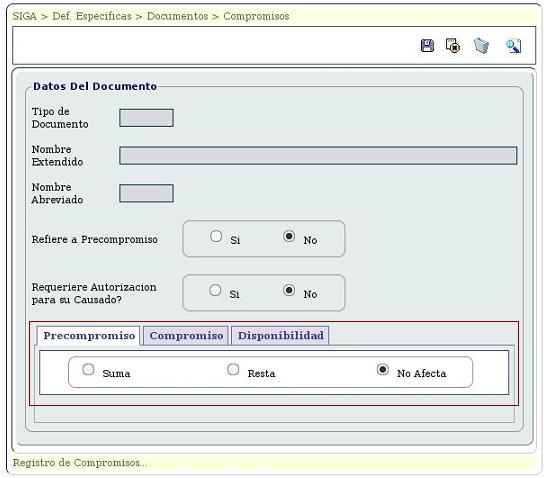 SIGA > Def. Especificas > Documentos > Compromisos
Datos Del Documento
Tipo de
Documento
Nombre
Extendido
Nombre
Abreviado
Refiere a Precompromiso
Si No
Requeriere Autorizacion
para su Causado?
Si No
Precompromiso Compromiso Disponibilidad
Suma Resta No Afecta
Registro de Compromisos...